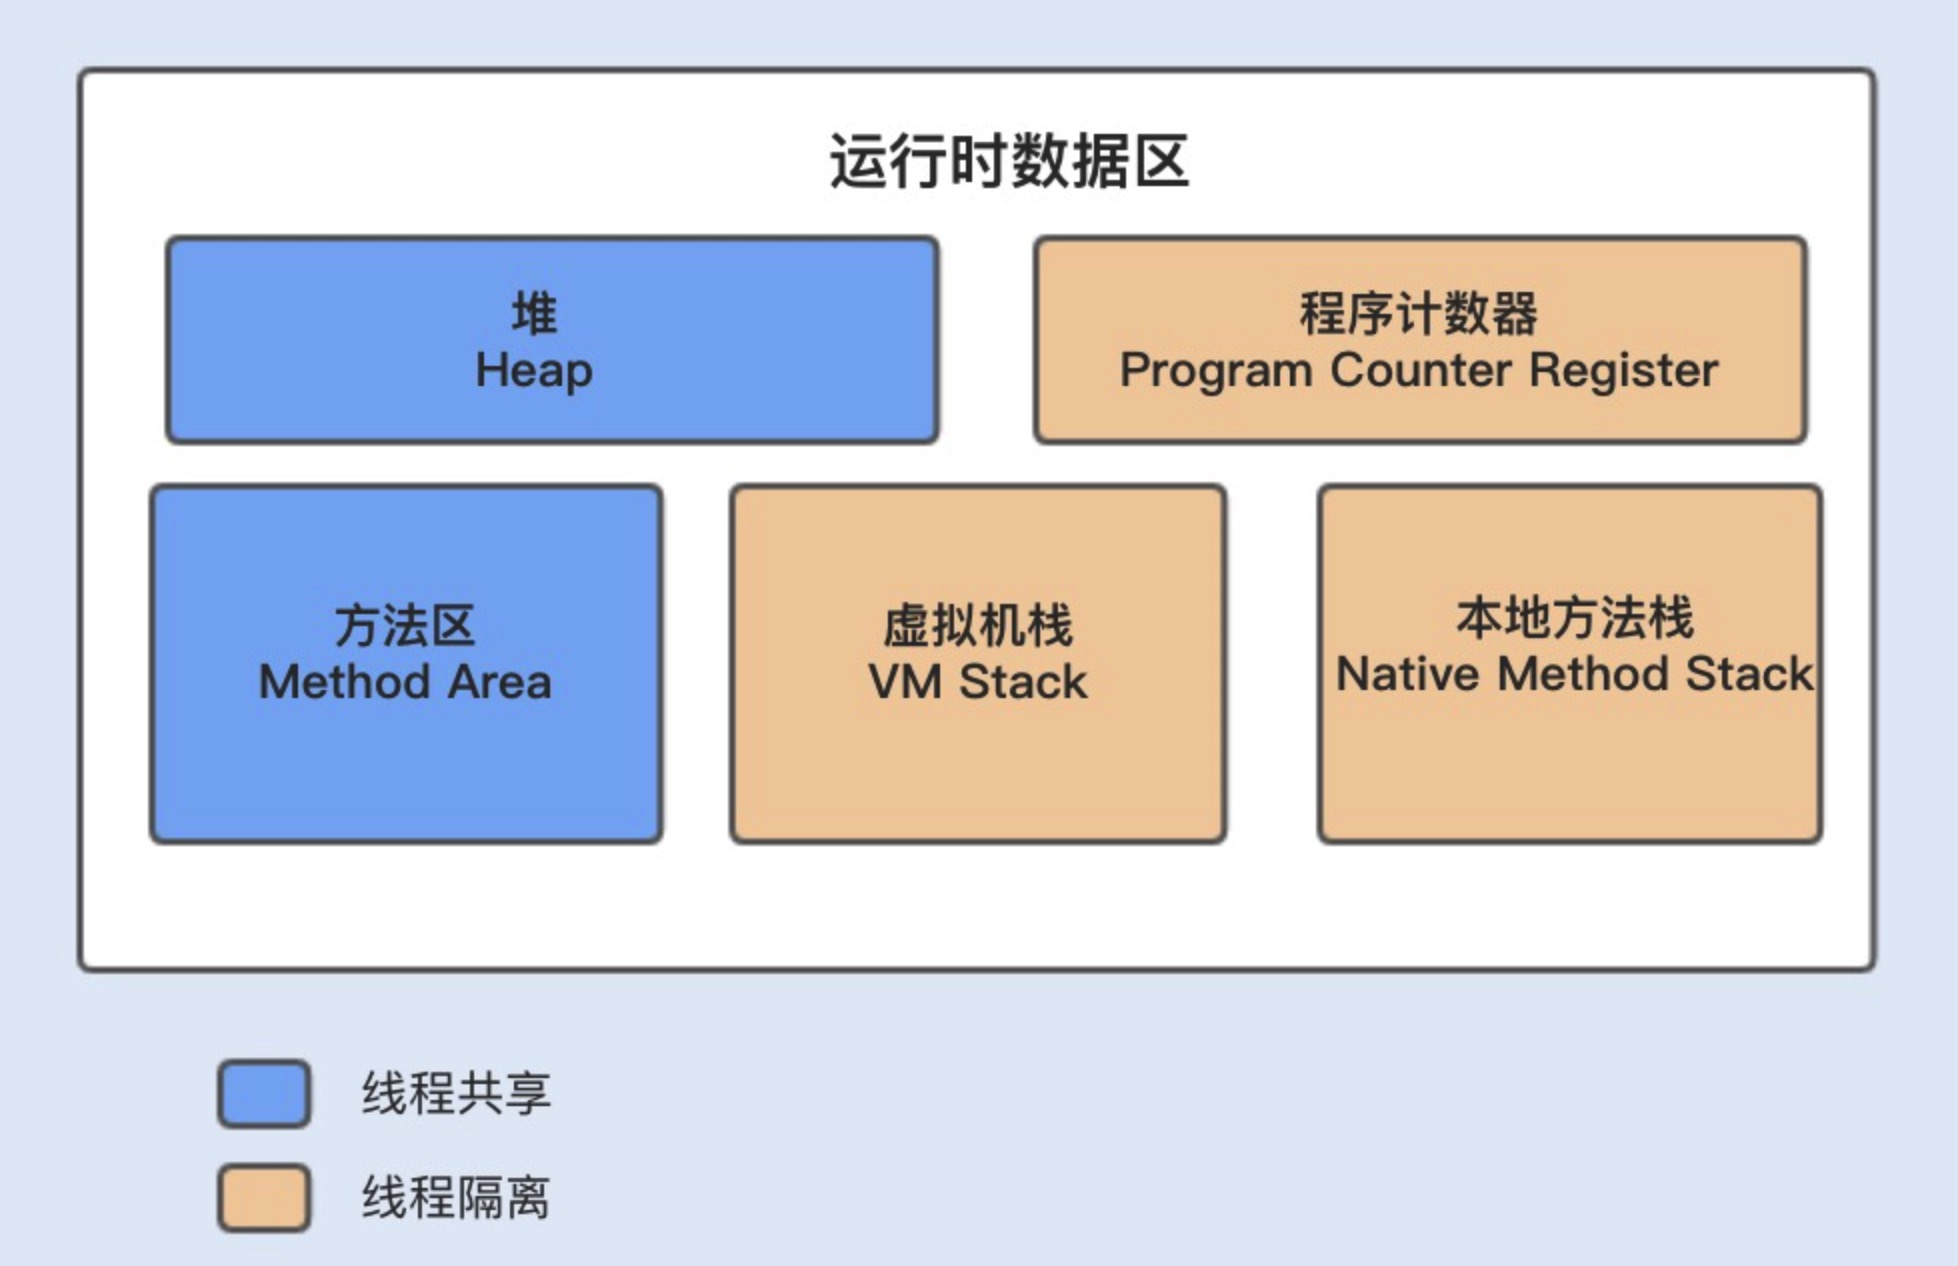 运行时数据区
堆
Heap
程序计数器
Program Counter Register
方法区
Method Area
虚拟机栈
VM Stack
本地方法栈
Native Method Stack
线程共享
线程隔离